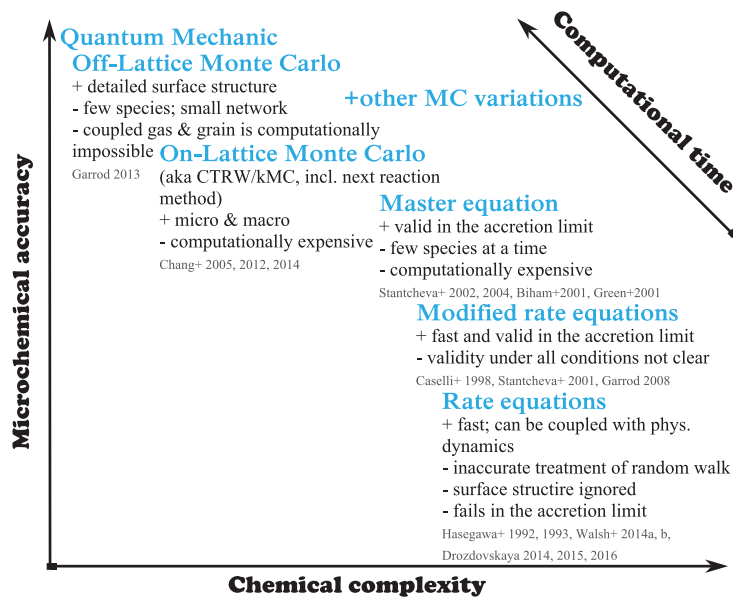 Quantum Mechanic
Off-Lattice Monte Carlo
+ detailed surface structure
- few species; small network
- coupled gas & grain is computationally
impossible
Garrod 2013
+other MC variations
Computational time
On-Lattice Monte Carlo
(aka CTRW/kMC, incl. next reaction
method)
+ micro & macro
- computationally expensive
Chang+ 2005, 2012, 2014
Master equation
+ valid in the accretion limit
- few species at a time
- computationally expensive
Stantcheva+ 2002, 2004, Biham+2001, Green+2001
Modified rate equations
+ fast and valid in the accretion limit
- validity under all conditions not clear
Caselli+ 1998, Stantcheva+ 2001, Garrod 2008
Rate equations
+ fast; can be coupled with phys.
dynamics
- inaccurate treatment of random walk
- surface structire ignored
- fails in the accretion limit
Hasegawa+ 1992, 1993, Walsh+ 2014a, b,
Drozdovskaya 2014, 2015, 2016
Microchemical accuracy
Chemical complexity